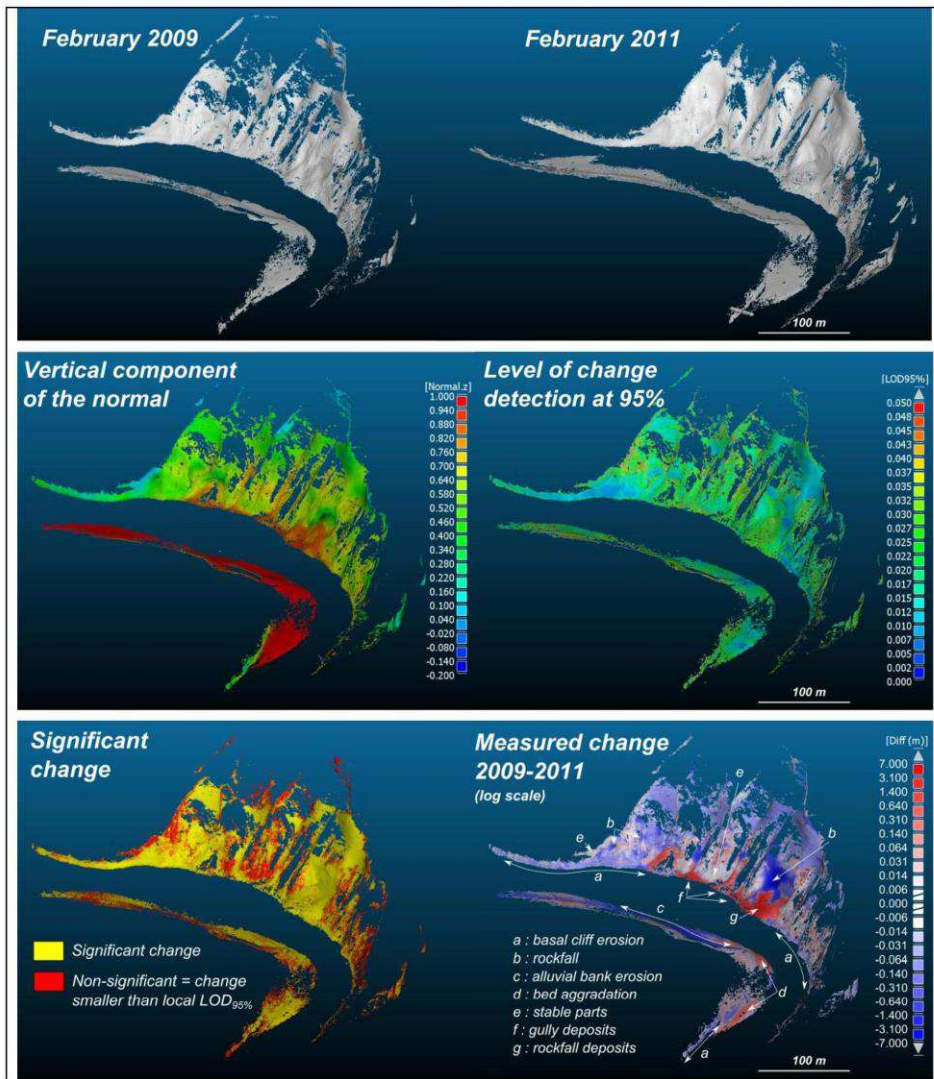 February 2009
February 2011
100 m
Vertical component
of the normal
[Normal.z]
1.000
0.940
0.880
0.820
0.760
0.700
0.640
0.580
0.520
0.460
0.400
0.340
0.280
0.220
0.160
0.100
0.040
-0.020
-0.080
-0.140
-0.200
Level of change
detection at 95%
[LOD95%]
0.050
0.048
0.045
0.043
0.040
0.037
0.035
0.032
0.030
0.027
0.025
0.022
0.020
0.017
0.015
0.012
0.010
0.007
0.005
0.002
0.000
100 m
Significant
change
Significant change
Non-significant = change
smaller than local LOD95%
Measured change
2009-2011
(log scale)
[Diff (m)]
7.000
3.100
1.400
0.640
0.310
0.140
0.064
0.031
0.014
0.006
0.000
-0.006
-0.014
-0.031
-0.064
-0.140
-0.310
-0.640
-1.400
-3.100
-7.000
e
b
b
e
a
f
g
c
a
d
a
a : basal cliff erosion
b : rockfall
c : alluvial bank erosion
d : bed aggradation
e : stable parts
f : gully deposits
g : rockfall deposits
100 m